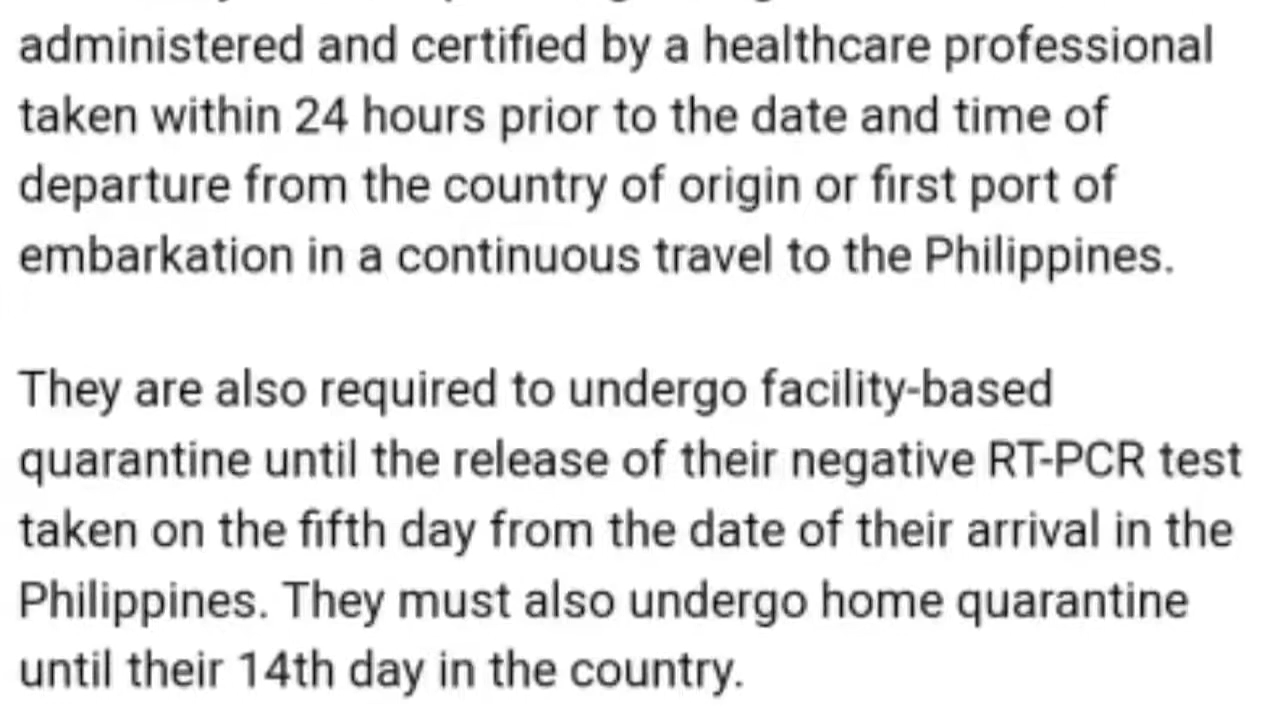 administered and certified by a healthcare professional
taken within 24 hours prior to the date and time of
departure from the country of origin or first port of
embarkation in a continuous travel to the Philippines.
They are also required to undergo facility-based
quarantine until the release of their negative RT-PCR test
taken on the fifth day from the date of their arrival in the
Philippines. They must also undergo home quarantine
until their 14th day in the country.